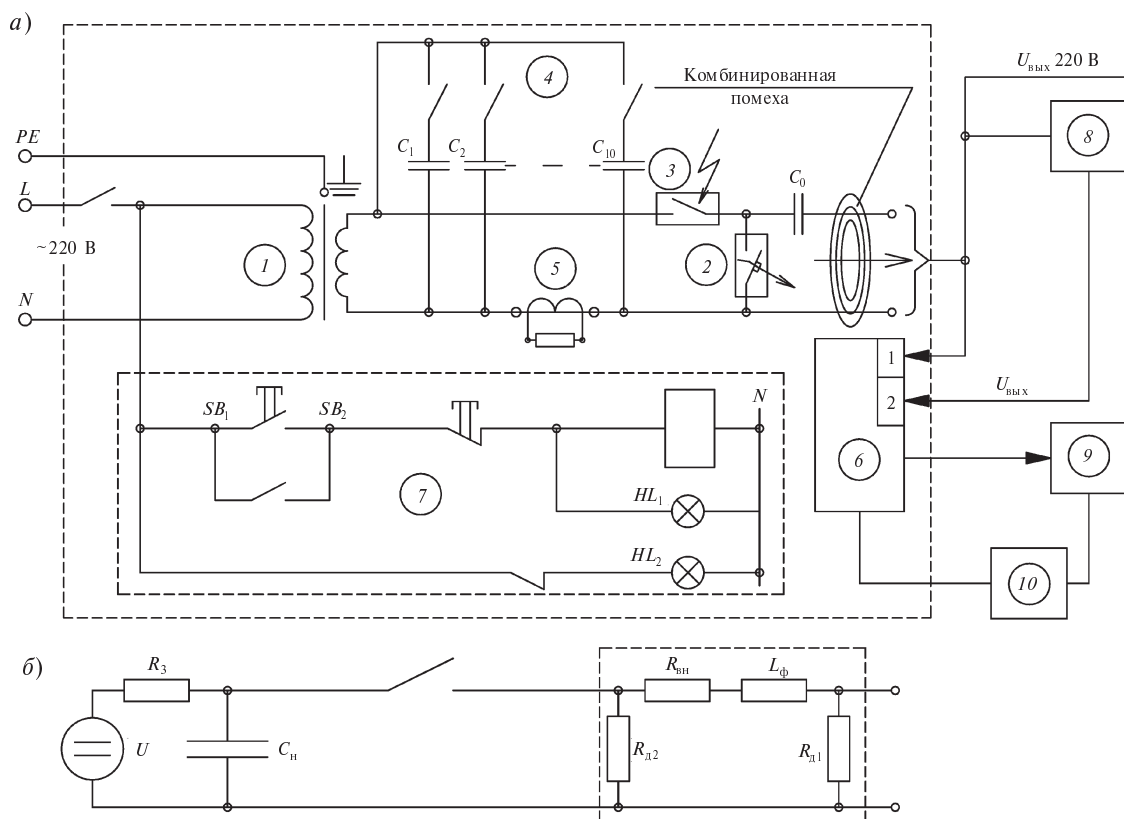 а)
Uвых 220 В
4
Комбинированная
помеха
8
PE
C1
C2
C10
3
C0
L
~220 В
1
5
2
N
1
SB1
SB2
N
2
Uвых
6
9
7
HL1
HL2
10
б)
R3
Rвн
Lф
U
Cн
Rд2
Rд1